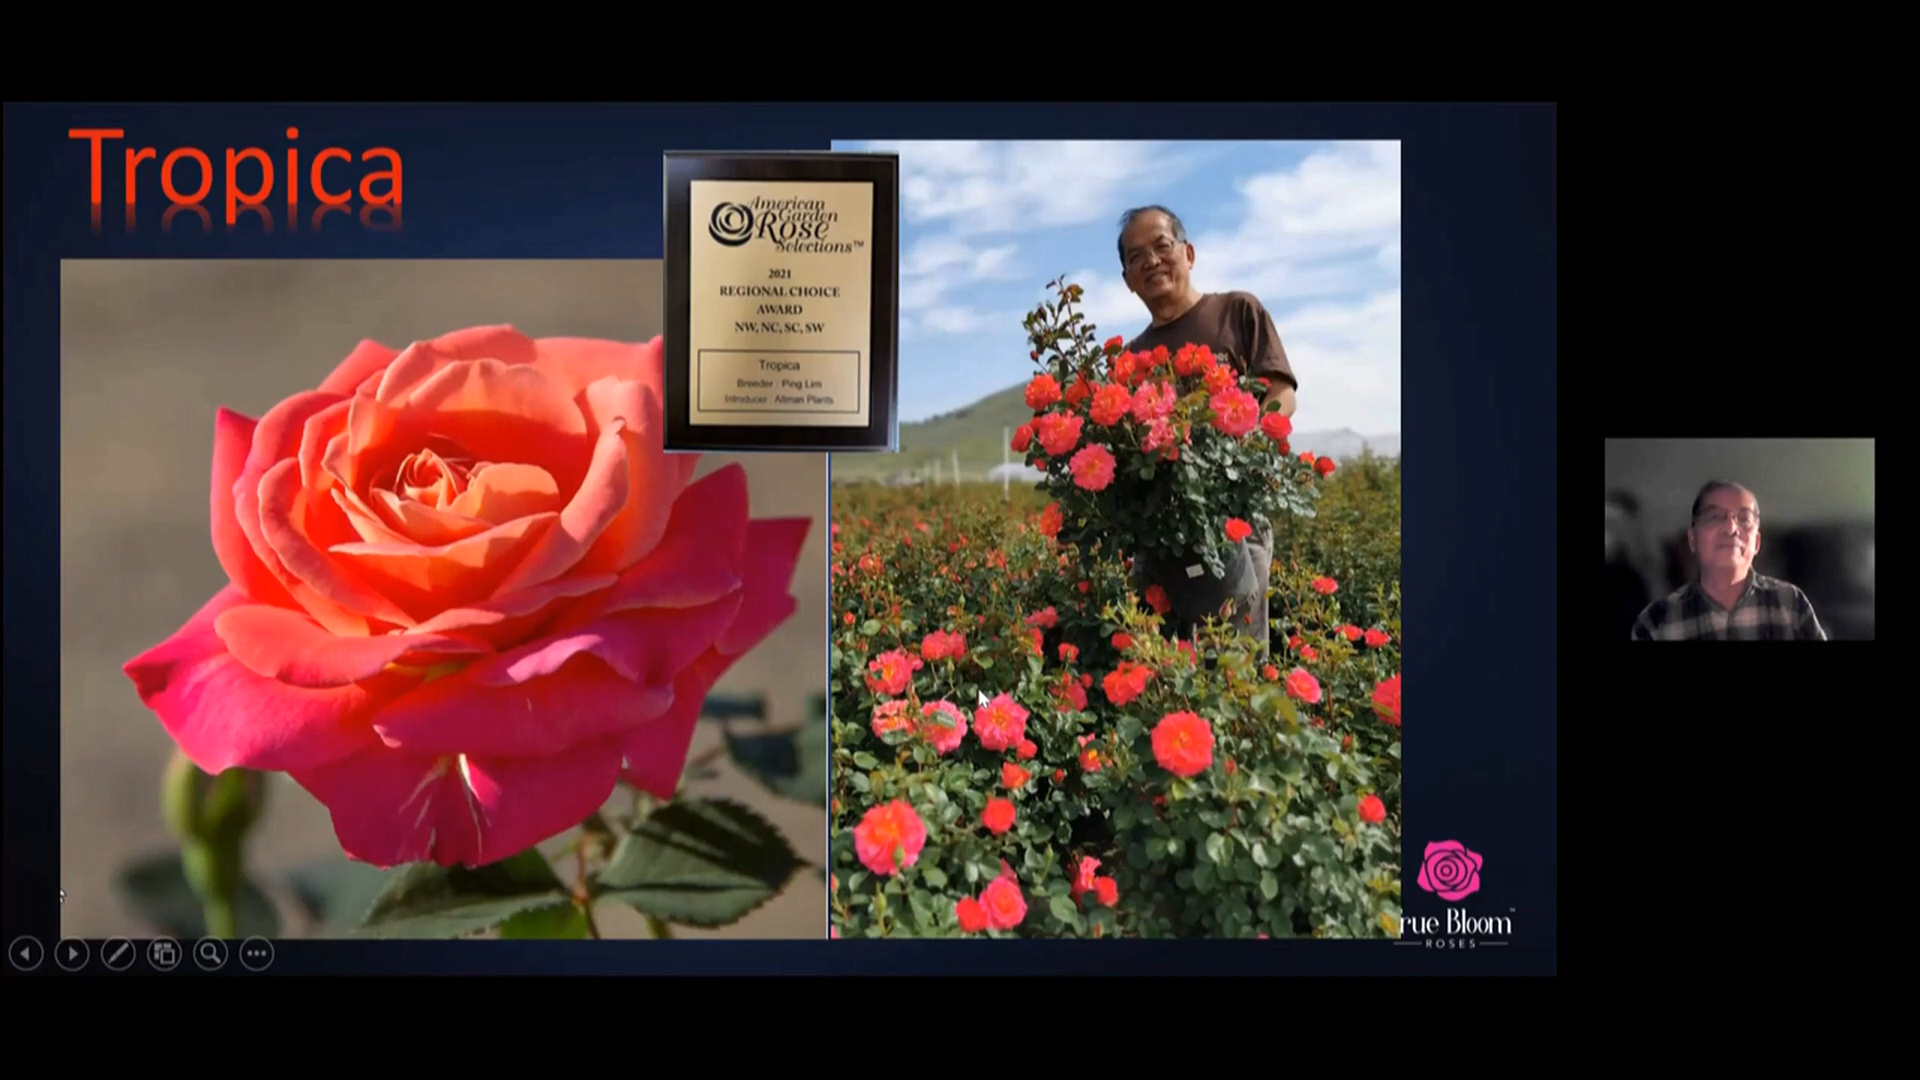 Tropica
American
Garden
Rose
Selections™
2021
REGIONAL CHOICE
AWARD
NW, NC, SC, SW
Tropica
Breeder : Ping Lim
Introducer : Altman Plants
rue Bloom™
ROSES